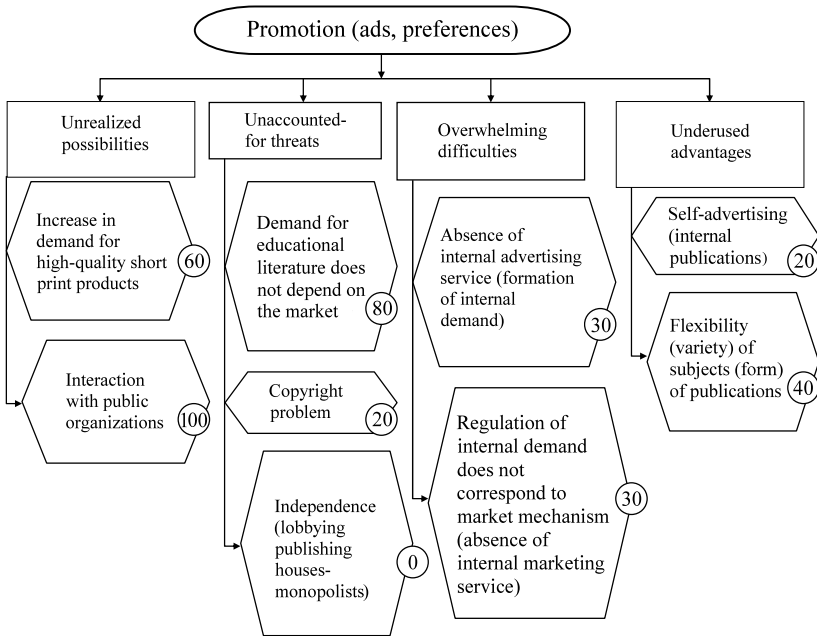 Promotion (ads, preferences)
Unrealized
possibilities
Increase in
demand for
high-quality short
print products
60
Interaction
with public
organizations
100
Unaccounted-
for threats
Demand for
educational
literature does
not depend on
the market
80
Copyright
problem
20
Independence
(lobbying
publishing
houses-
monopolists)
0
Overwhelming
difficulties
Absence of
internal advertising
service (formation
of internal
demand)
30
Regulation of
internal demand
does not
correspond to
market mechanism
(absence of
internal marketing
service)
30
Underused
advantages
Self-advertising
(internal
publications)
20
Flexibility
(variety) of
subjects (form)
of publications
40